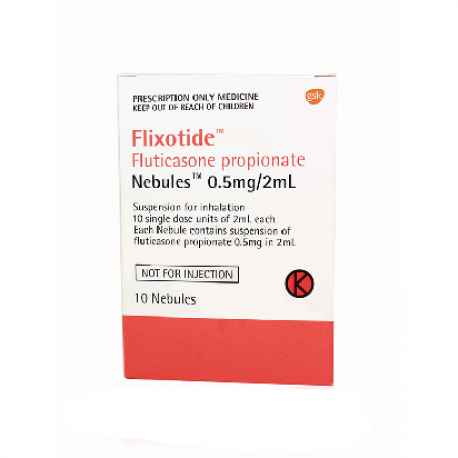 PRESCRIPTION ONLY MEDICINE
KEEP OUT OF REACH OF CHILDREN
gsk
Flixotide™
Fluticasone propionate
Nebules™ 0.5mg/2mL
Suspension for inhalation
10 single dose units of 2mL each
Each Nebule contains suspension of
fluticasone propionate 0.5mg in 2mL
NOT FOR INJECTION
K
10 Nebules